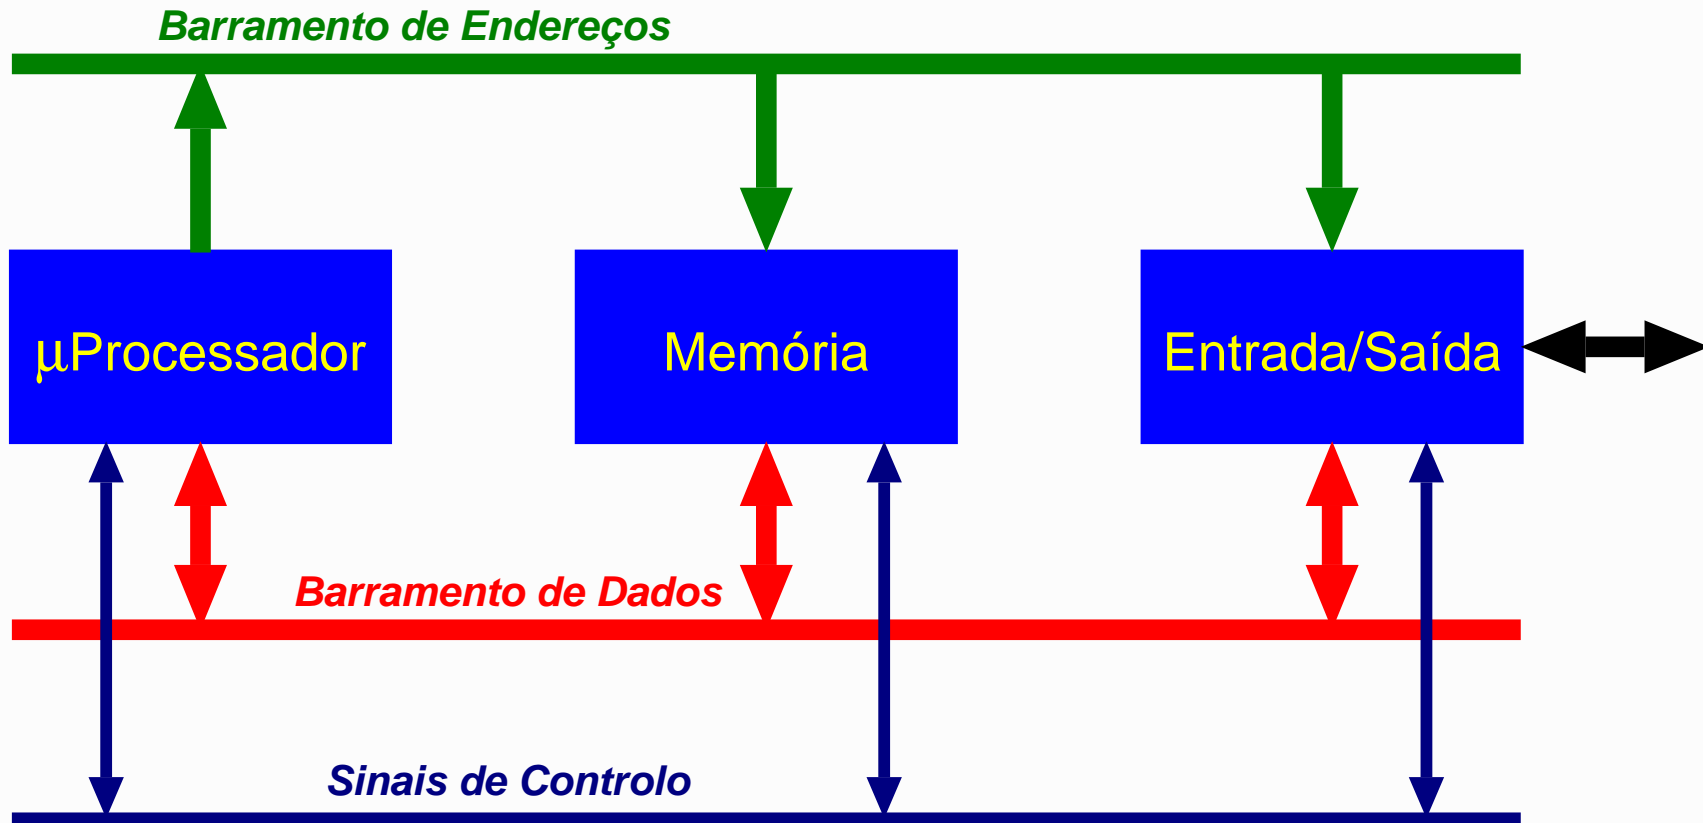 Barramento de Endereços
µProcessador
Memória
Entrada/Saída
Barramento de Dados
Sinais de Controlo